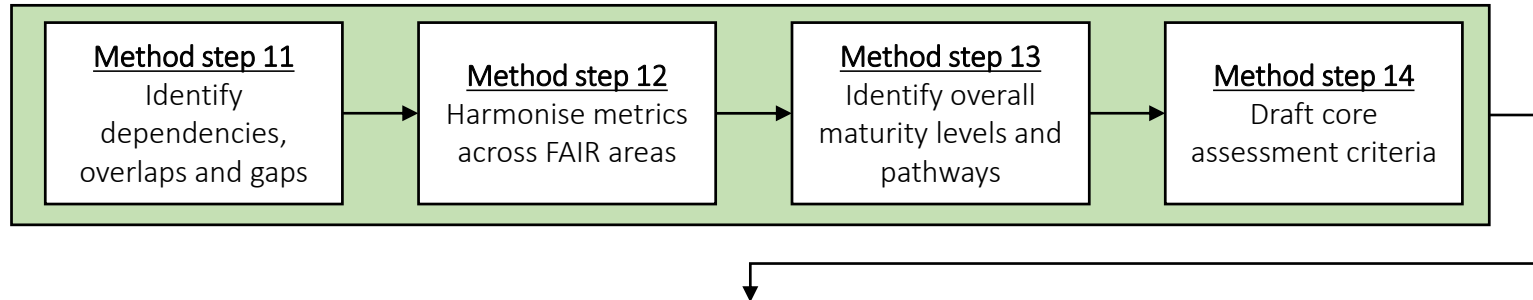 Method step 11
Identify
dependencies,
overlaps and gaps
Method step 12
Harmonise metrics
across FAIR areas
Method step 13
Identify overall
maturity levels and
pathways
Method step 14
Draft core
assessment criteria